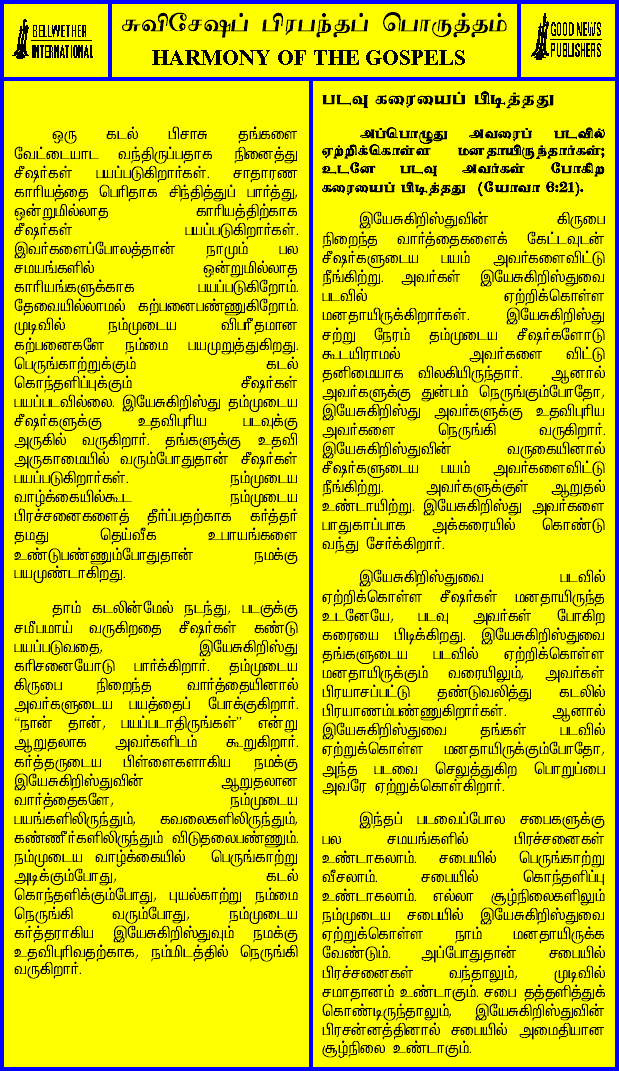 BELLWETHER
INTERNATIONAL
சுவிசேஷப் பிரபந்தப் பொருத்தம்
HARMONY OF THE GOSPELS
GOOD NEWS
PUBLISHERS
ஒரு கடல் பிசாசு தங்களை
வேட்டையாட வந்திருப்பதாக நினைத்து
சீஷர்கள் பயப்படுகிறார்கள். சாதாரண
காரியத்தை பெரிதாக சிந்தித்துப் பார்த்து,
ஒன்றுமில்லாத காரியத்திற்காக
சீஷர்கள் பயப்படுகிறார்கள்.
இவர்களைப்போலத்தான் நாமும் பல
சமயங்களில் ஒன்றுமில்லாத
காரியங்களுக்காக பயப்படுகிறோம்.
தேவையில்லாமல் கற்பனைபண்ணுகிறோம்.
முடிவில் நம்முடைய விபரீதமான
கற்பனைகளே நம்மை பயமுறுத்துகிறது.
பெருங்காற்றுக்கும் கடல்
கொந்தளிப்புக்கும் சீஷர்கள்
பயப்படவில்லை. இயேசுகிறிஸ்து தம்முடைய
சீஷர்களுக்கு உதவிபுரிய படவுக்கு
அருகில் வருகிறார். தங்களுக்கு உதவி
அருகாமையில் வரும்போதுதான் சீஷர்கள்
பயப்படுகிறார்கள். நம்முடைய
வாழ்க்கையில்கூட நம்முடைய
பிரச்சனைகளைத் தீர்ப்பதற்காக கர்த்தர்
தமது தெய்வீக உபாயங்களை
உண்டுபண்ணும்போதுதான் நமக்கு
பயமுண்டாகிறது.
தாம் கடலின்மேல் நடந்து, படகுக்கு
சமீபமாய் வருகிறதை சீஷர்கள் கண்டு
பயப்படுவதை, இயேசுகிறிஸ்து
கரிசனையோடு பார்க்கிறார். தம்முடைய
கிருபை நிறைந்த வார்த்தையினால்
அவர்களுடைய பயத்தைப் போக்குகிறார்.
“நான் தான், பயப்படாதிருங்கள்” என்று
ஆறுதலாக அவர்களிடம் கூறுகிறார்.
கர்த்தருடைய பிள்ளைகளாகிய நமக்கு
இயேசுகிறிஸ்துவின் ஆறுதலான
வார்த்தைகளே, நம்முடைய
பயங்களிலிருந்தும், கவலைகளிலிருந்தும்,
கண்ணீர்களிலிருந்தும் விடுதலைபண்ணும்.
நம்முடைய வாழ்க்கையில் பெருங்காற்று
அடிக்கும்போது, கடல்
கொந்தளிக்கும்போது, புயல்காற்று நம்மை
நெருங்கி வரும்போது, நம்முடைய
கர்த்தராகிய இயேசுகிறிஸ்துவும் நமக்கு
உதவிபுரிவதற்காக, நம்மிடத்தில் நெருங்கி
வருகிறார்.
படவு கரையைப் பிடித்தது
அப்பொழுது அவரைப் படவில்
ஏற்றிக்கொள்ள மனதாயிருந்தார்கள்;
உடனே படவு அவர்கள் போகிற
கரையைப் பிடித்தது (யோவா 6:21).
இயேசுகிறிஸ்துவின் கிருபை
நிறைந்த வார்த்தைகளைக் கேட்டவுடன்
சீஷர்களுடைய பயம் அவர்களைவிட்டு
நீங்கிற்று. அவர்கள் இயேசுகிறிஸ்துவை
படவில் ஏற்றிக்கொள்ள
மனதாயிருக்கிறார்கள். இயேசுகிறிஸ்து
சற்று நேரம் தம்முடைய சீஷர்களோடு
கூடயிராமல் அவர்களை விட்டு
தனிமையாக விலகியிருந்தார். ஆனால்
அவர்களுக்கு துன்பம் நெருங்கும்போதோ,
இயேசுகிறிஸ்து அவர்களுக்கு உதவிபுரிய
அவர்களை நெருங்கி வருகிறார்.
இயேசுகிறிஸ்துவின் வருகையினால்
சீஷர்களுடைய பயம் அவர்களைவிட்டு
நீங்கிற்று. அவர்களுக்குள் ஆறுதல்
உண்டாயிற்று. இயேசுகிறிஸ்து அவர்களை
பாதுகாப்பாக அக்கரையில் கொண்டு
வந்து சேர்க்கிறார்.
இயேசுகிறிஸ்துவை படவில்
ஏற்றிக்கொள்ள சீஷர்கள் மனதாயிருந்த
உடனேயே, படவு அவர்கள் போகிற
கரையை பிடிக்கிறது. இயேசுகிறிஸ்துவை
தங்களுடைய படவில் ஏற்றிக்கொள்ள
மனதாயிருக்கும் வரையிலும், அவர்கள்
பிரயாசப்பட்டு தண்டுவலித்து கடலில்
பிரயாணம்பண்ணுகிறார்கள். ஆனால்
இயேசுகிறிஸ்துவை தங்கள் படவில்
ஏற்றுக்கொள்ள மனதாயிருக்கும்போதோ,
அந்த படவை செலுத்துகிற பொறுப்பை
அவரே ஏற்றுக்கொள்கிறார்.
இந்தப் படவைப்போல சபைகளுக்கு
பல சமயங்களில் பிரச்சனைகள்
உண்டாகலாம். சபையில் பெருங்காற்று
வீசலாம். சபையில் கொந்தளிப்பு
உண்டாகலாம். எல்லா சூழ்நிலைகளிலும்
நம்முடைய சபையில் இயேசுகிறிஸ்துவை
ஏற்றுக்கொள்ள நாம் மனதாயிருக்க
வேண்டும். அப்போதுதான் சபையில்
பிரச்சனைகள் வந்தாலும், முடிவில்
சமாதானம் உண்டாகும். சபை தத்தளித்துக்
கொண்டிருந்தாலும், இயேசுகிறிஸ்துவின்
பிரசன்னத்தினால் சபையில் அமைதியான
சூழ்நிலை உண்டாகும்.